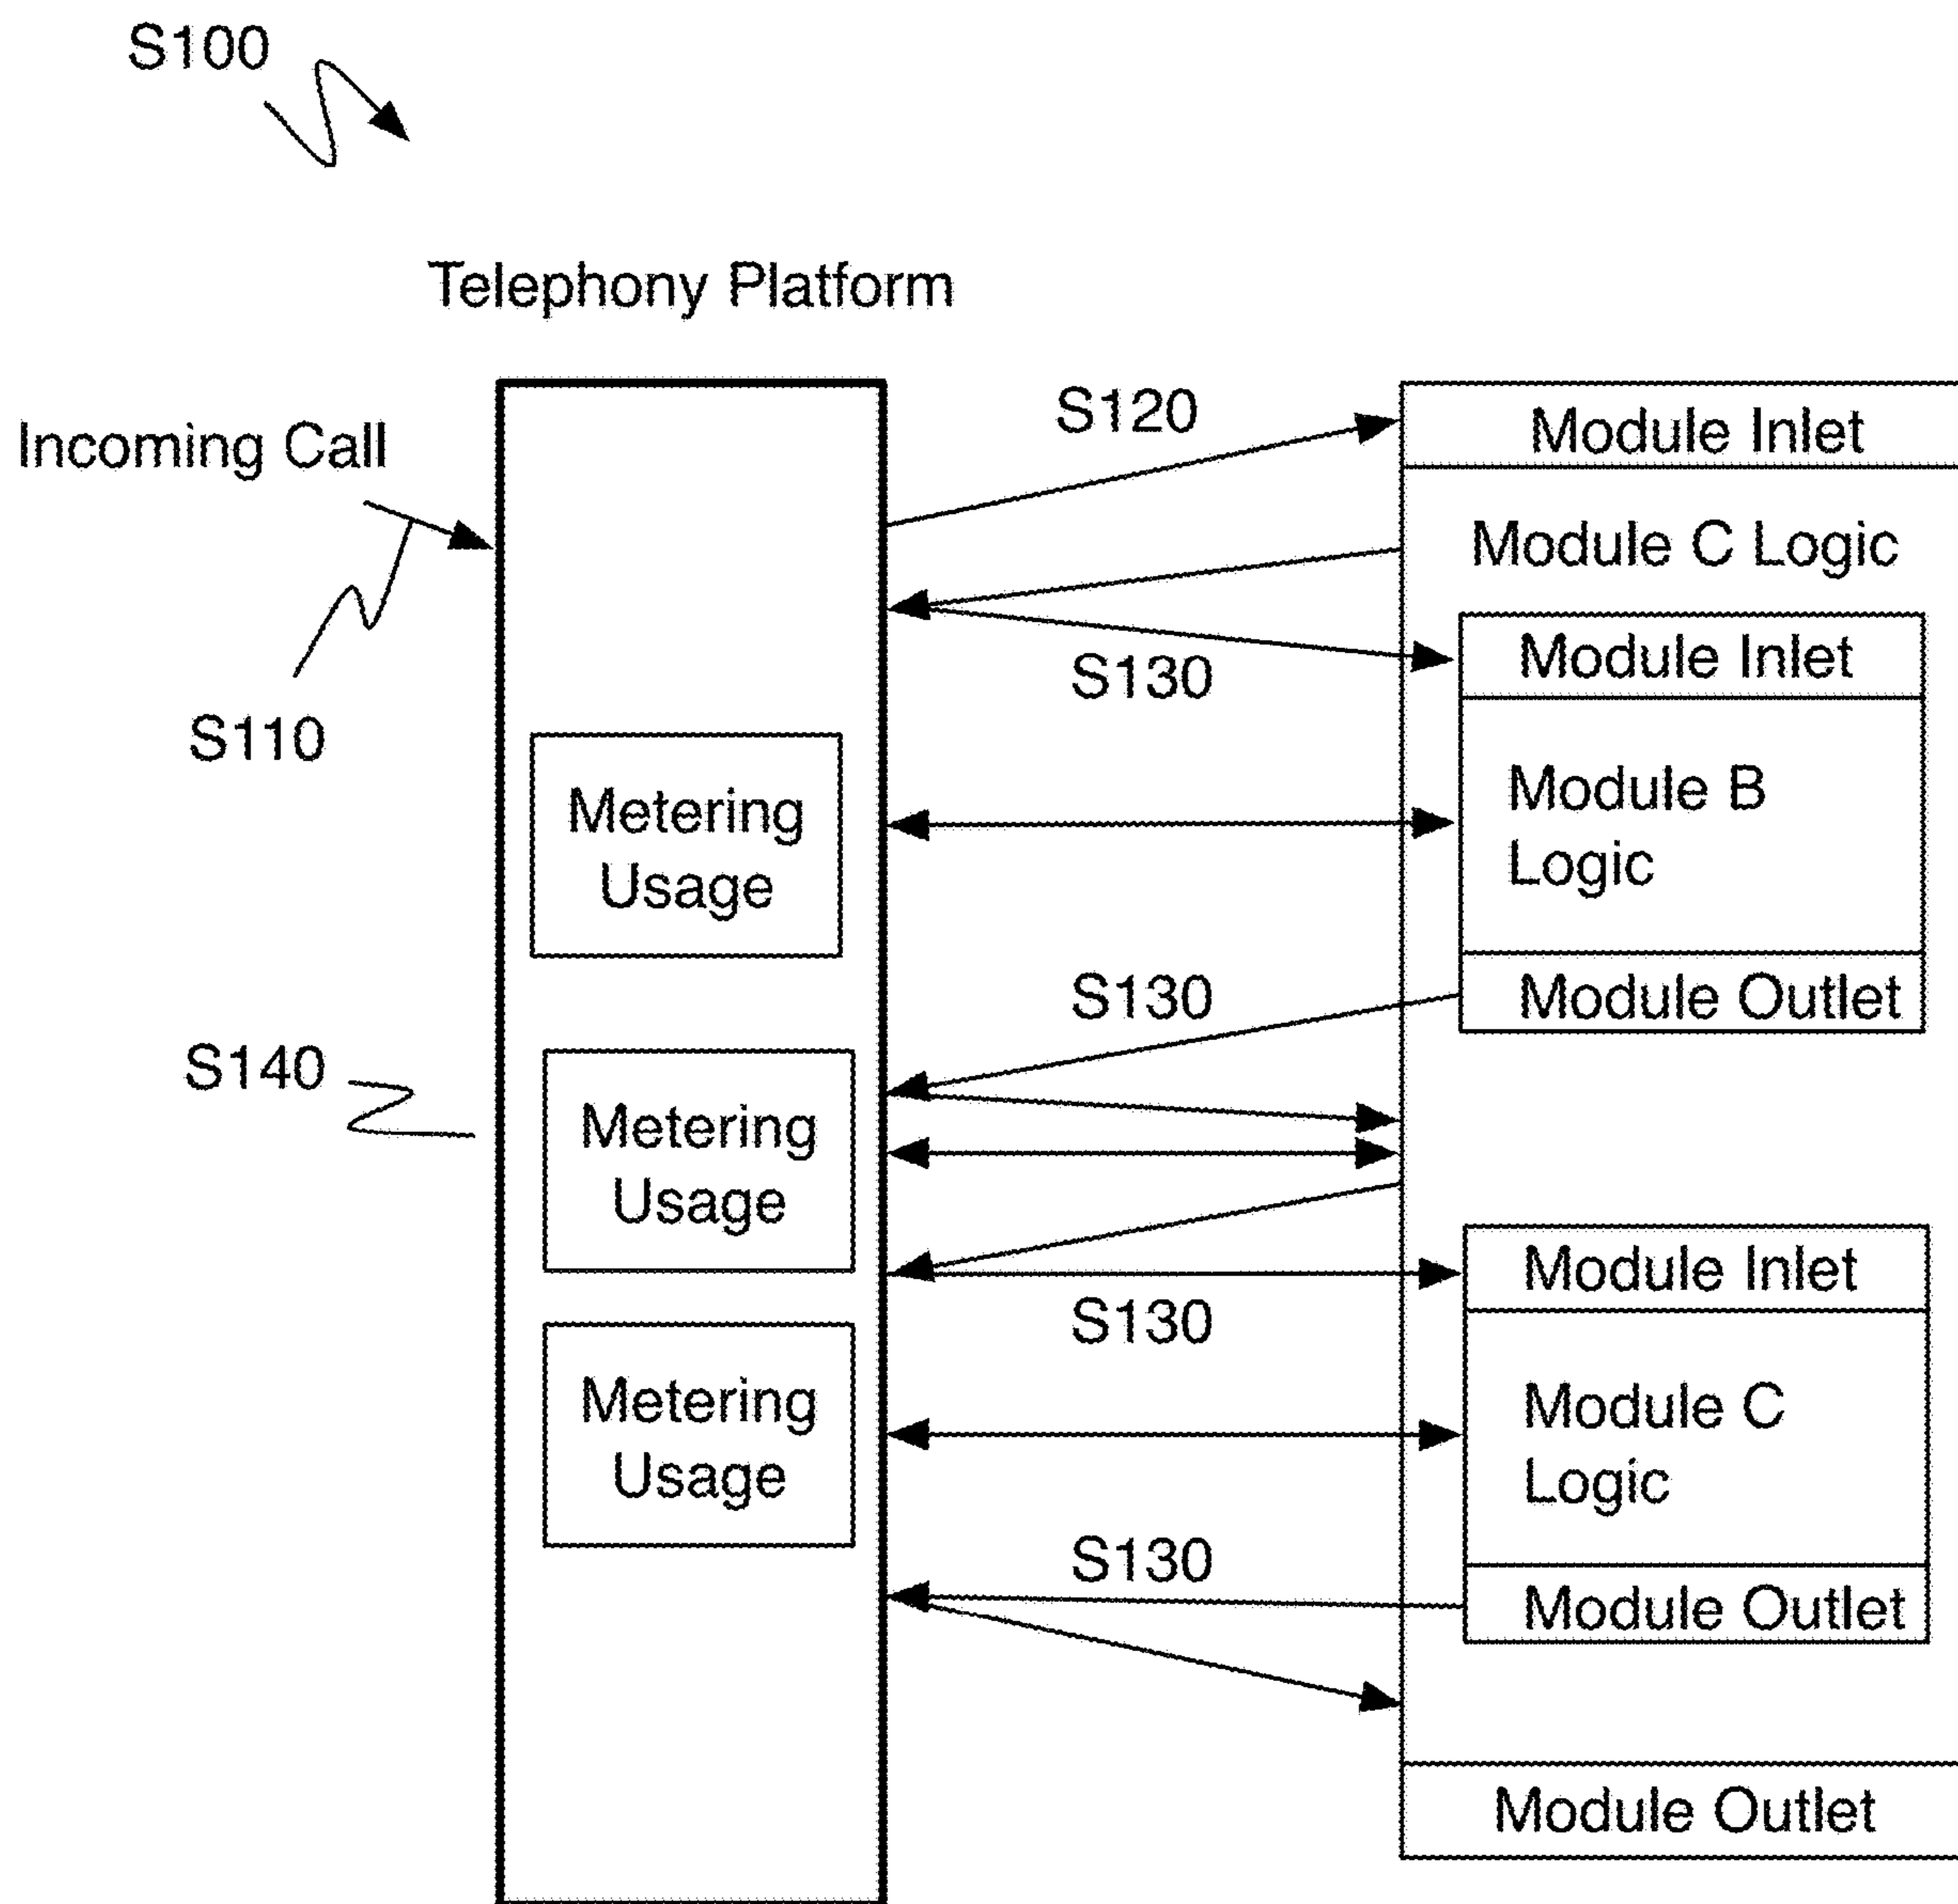 S100
Telephony Platform
Incoming Call
S110
S140
Metering
Usage
Metering
Usage
Metering
Usage
S120
S130
S130
S130
S130
Module Inlet
Module C Logic
Module Inlet
Module B
Logic
Module Outlet
Module Inlet
Module C
Logic
Module Outlet
Module Outlet